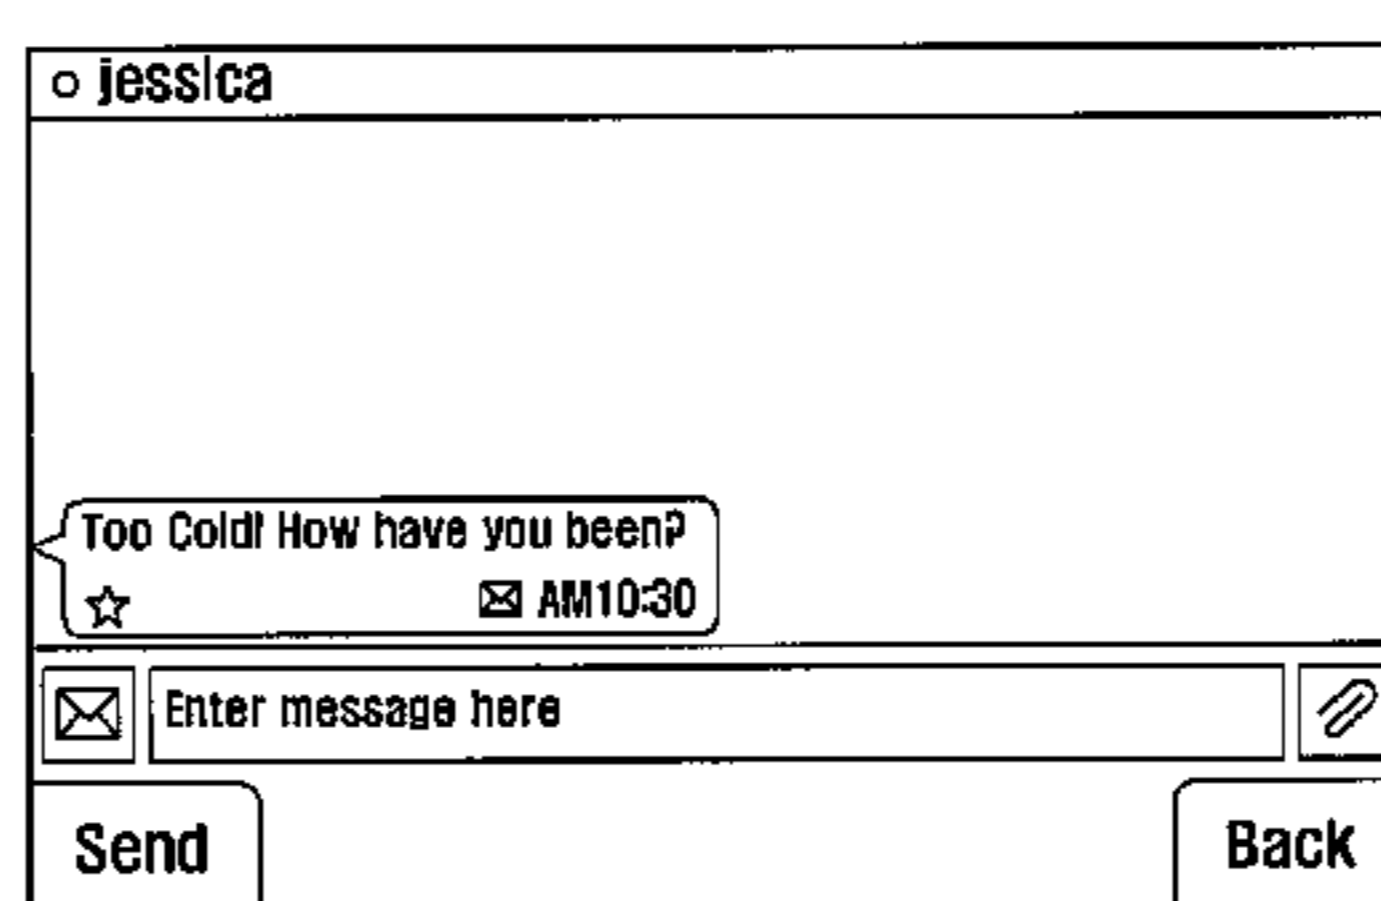 jessica
Too Cold! How have you been?
AM10:30
Enter message here
Send
Back